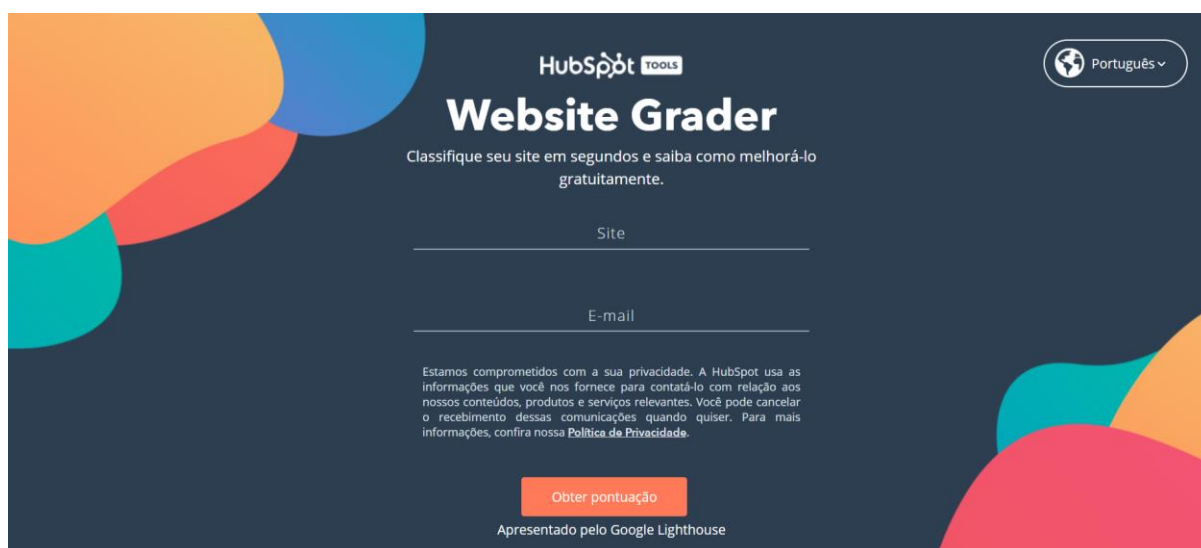 HubSpot TOOLS
Português
Website Grader
Classifique seu site em segundos e saiba como melhorá-lo
gratuitamente.
Site
E-mail
Estamos comprometidos com a sua privacidade. A HubSpot usa as
informações que você nos fornece para contatá-lo com relação aos
nossos conteúdos, produtos e serviços relevantes. Você pode cancelar
o recebimento dessas comunicações quando quiser. Para mais
informações, confira nossa Política de Privacidade.
Obter pontuação
Apresentado pelo Google Lighthouse